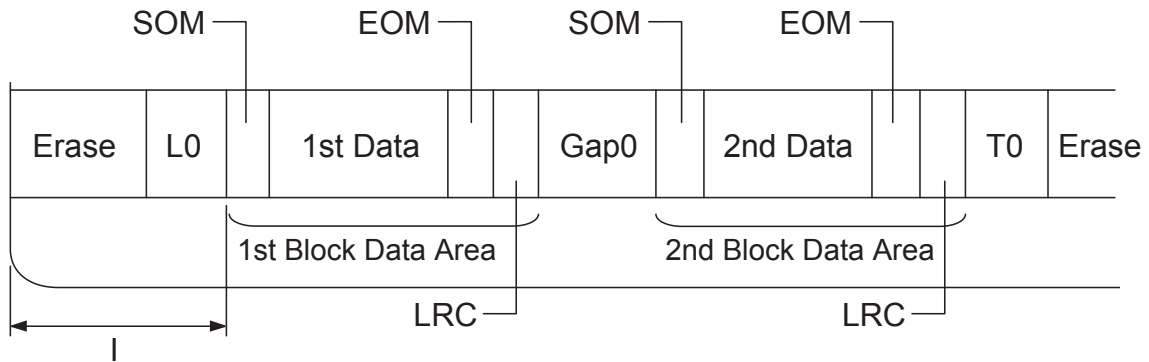 SOM EOM SOM EOM
Erase L0 1st Data Gap0 2nd Data T0 Erase
1st Block Data Area 2nd Block Data Area
LRC LRC
l